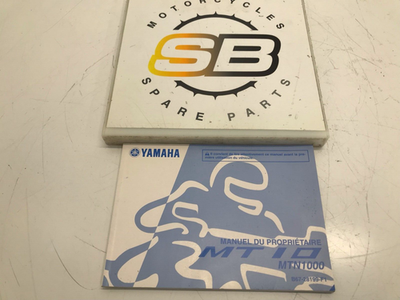 MOTORCYCLES
SB
SPARE PARTS
YAMAHA
MANUEL DU PROPRIÉTAIRE
MT10
MTN1000